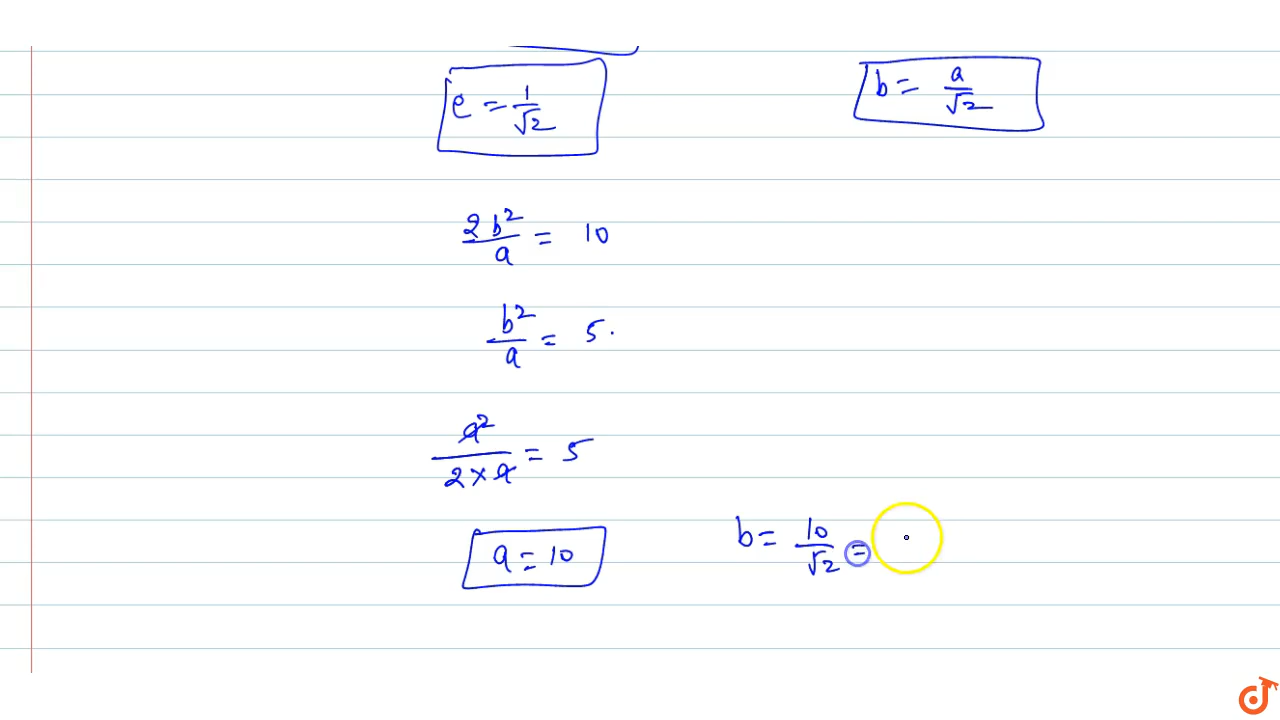 e = 1/√2
b = a/√2
2b²/a = 10
b²/a = 5.
a²/2×a = 5
a = 10
b = 10/√2 =